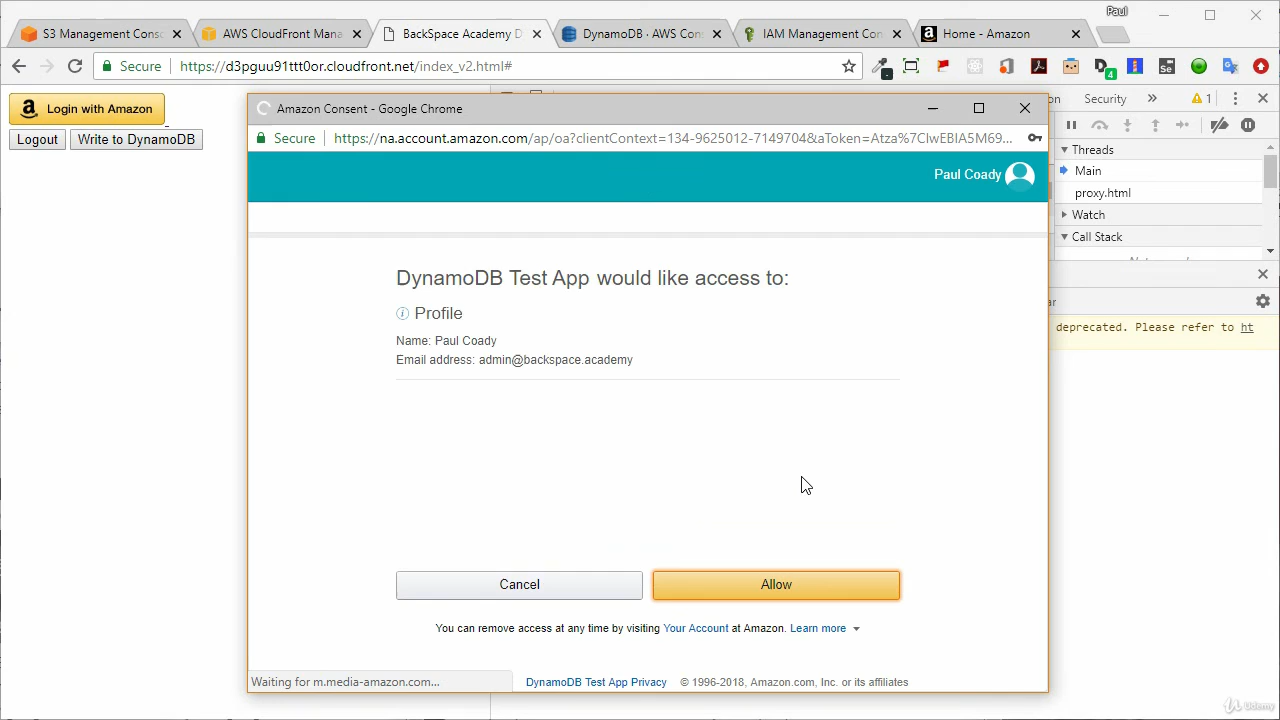 Paul
S3 Management Cons
AWS CloudFront Mana
BackSpace Academy D
DynamoDB · AWS Cons
IAM Management Con
Home - Amazon
Secure
https://d3pguu91ttt0r.cloudfront.net/index_v2.html#
4
Login with Amazon
Logout
Write to DynamoDB
Security
1
Threads
Main
proxy.html
Watch
Call Stack
deprecated. Please refer to ht
Amazon Consent - Google Chrome
Secure
https://na.account.amazon.com/ap/oa?clientContext=134-9625012-7149704&aToken=Atza%7CIwEBIA5M69...
Paul Coady
DynamoDB Test App would like access to:
Profile
Name: Paul Coady
Email address: admin@backspace.academy
Cancel
Allow
You can remove access at any time by visiting Your Account at Amazon. Learn more
Waiting for m.media-amazon.com...
DynamoDB Test App Privacy
© 1996-2018, Amazon.com, Inc. or its affiliates
Udemy